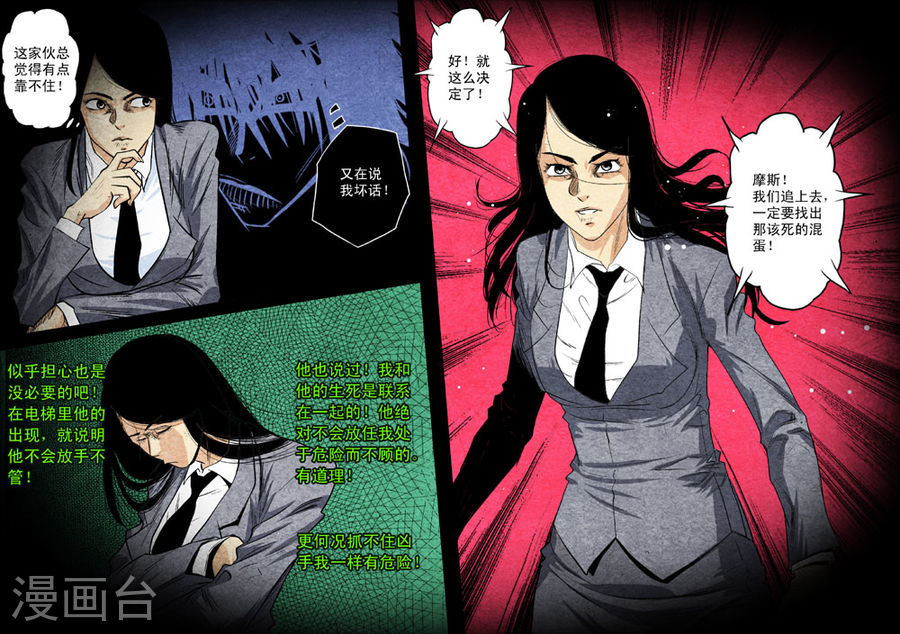 这家伙总
觉得有点
靠不住!
又在说
我坏话!
似乎担心也是
没必要的吧!
在电梯里他的
出现，就说明
他不会放手不
管!
他也说过!我和
他的生死是联系
在一起的!他绝
对不会放任我处
于危险而不顾的。
有道理!
更何况抓不住凶
手我一样有危险!
好!就
这么决
定了!
摩斯!
我们追上去，
一定要找出
那该死的混
蛋!
漫画台